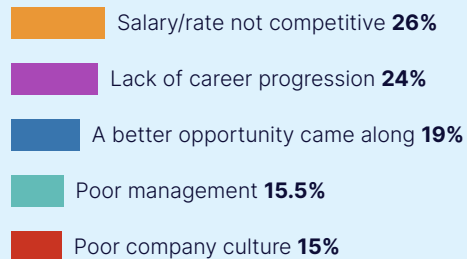 Salary/rate not competitive 26%
Lack of career progression 24%
A better opportunity came along 19%
Poor management 15.5%
Poor company culture 15%